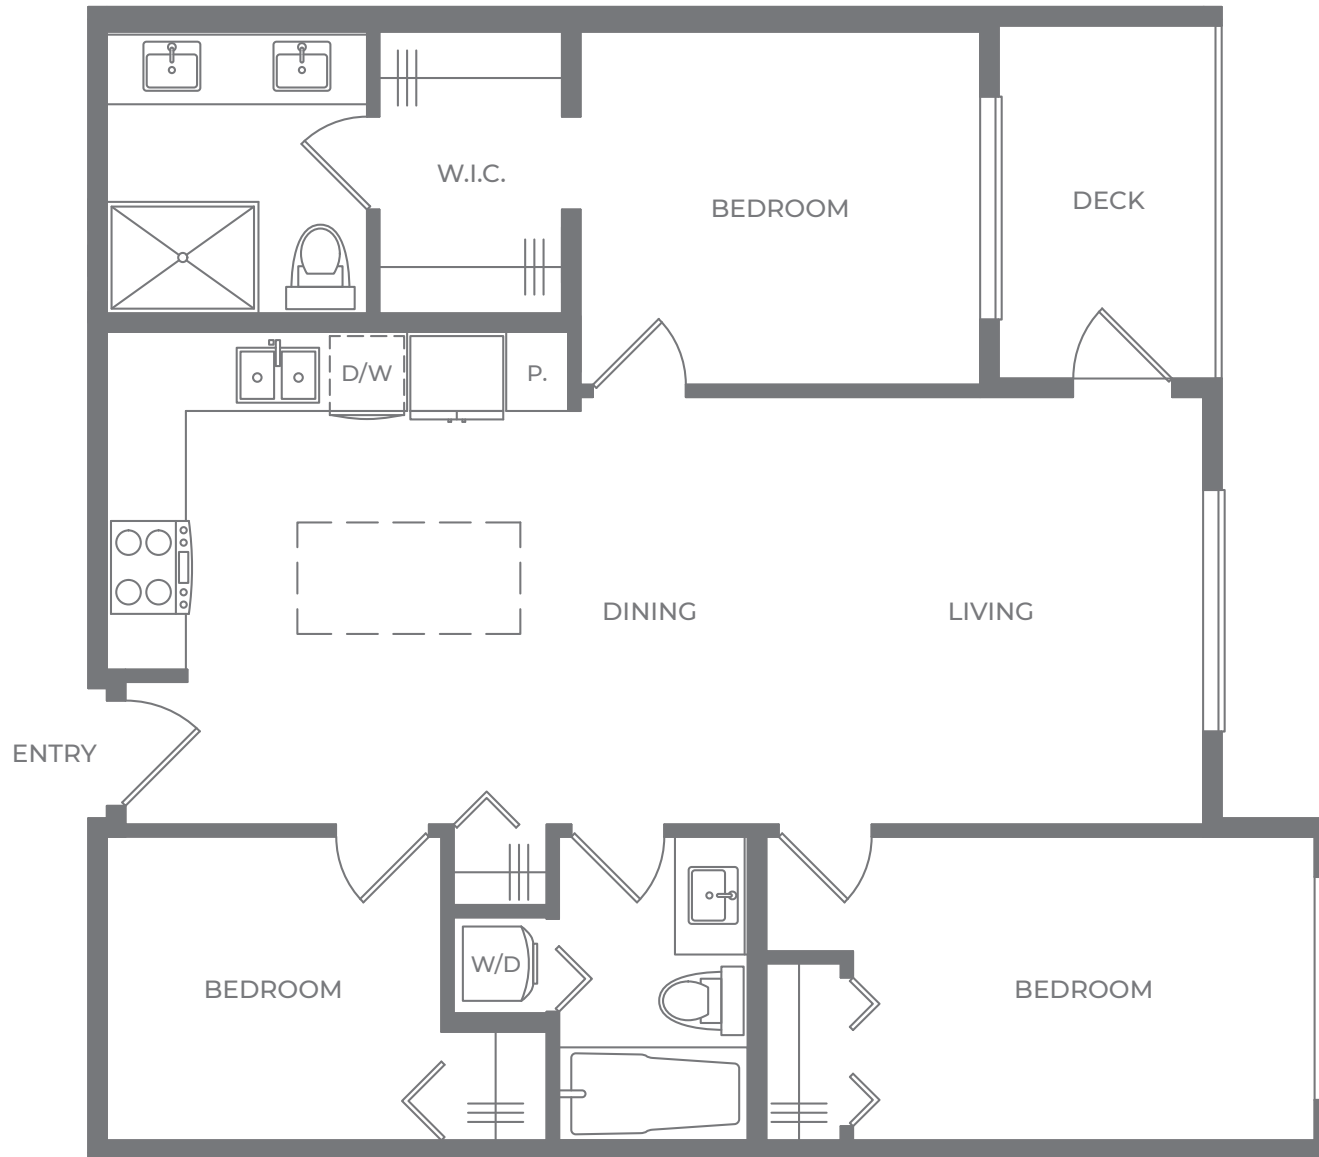 W.I.C.
BEDROOM
DECK
D/W
P.
DINING
LIVING
ENTRY
W/D
BEDROOM
BEDROOM